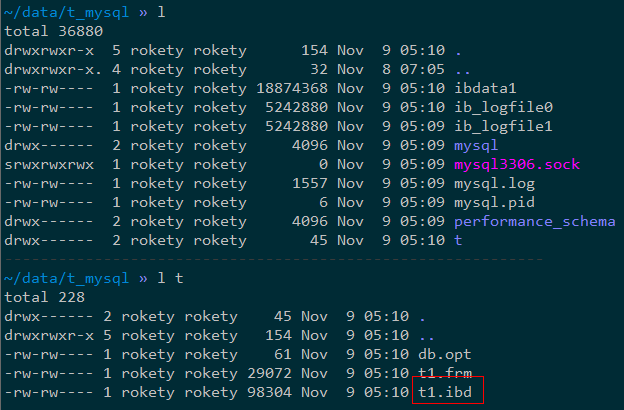 ~/data/t_mysql » l
total 36880
drwxrwxr-x  5 rokety rokety      154 Nov  9 05:10 .
drwxrwxr-x. 4 rokety rokety       32 Nov  8 07:05 ..
-rw-rw----  1 rokety rokety 18874368 Nov  9 05:10 ibdata1
-rw-rw----  1 rokety rokety  5242880 Nov  9 05:10 ib_logfile0
-rw-rw----  1 rokety rokety  5242880 Nov  9 05:09 ib_logfile1
drwx------  2 rokety rokety     4096 Nov  9 05:09 mysql
srwxrwxrwx  1 rokety rokety        0 Nov  9 05:09 mysql3306.sock
-rw-rw----  1 rokety rokety     1557 Nov  9 05:09 mysql.log
-rw-rw----  1 rokety rokety        6 Nov  9 05:09 mysql.pid
drwx------  2 rokety rokety     4096 Nov  9 05:09 performance_schema
drwx------  2 rokety rokety       45 Nov  9 05:10 t
~/data/t_mysql » l t
total 228
drwx------ 2 rokety rokety    45 Nov  9 05:10 .
drwxrwxr-x 5 rokety rokety   154 Nov  9 05:10 ..
-rw-rw---- 1 rokety rokety    61 Nov  9 05:10 db.opt
-rw-rw---- 1 rokety rokety 29072 Nov  9 05:10 t1.frm
-rw-rw---- 1 rokety rokety 98304 Nov  9 05:10 t1.ibd